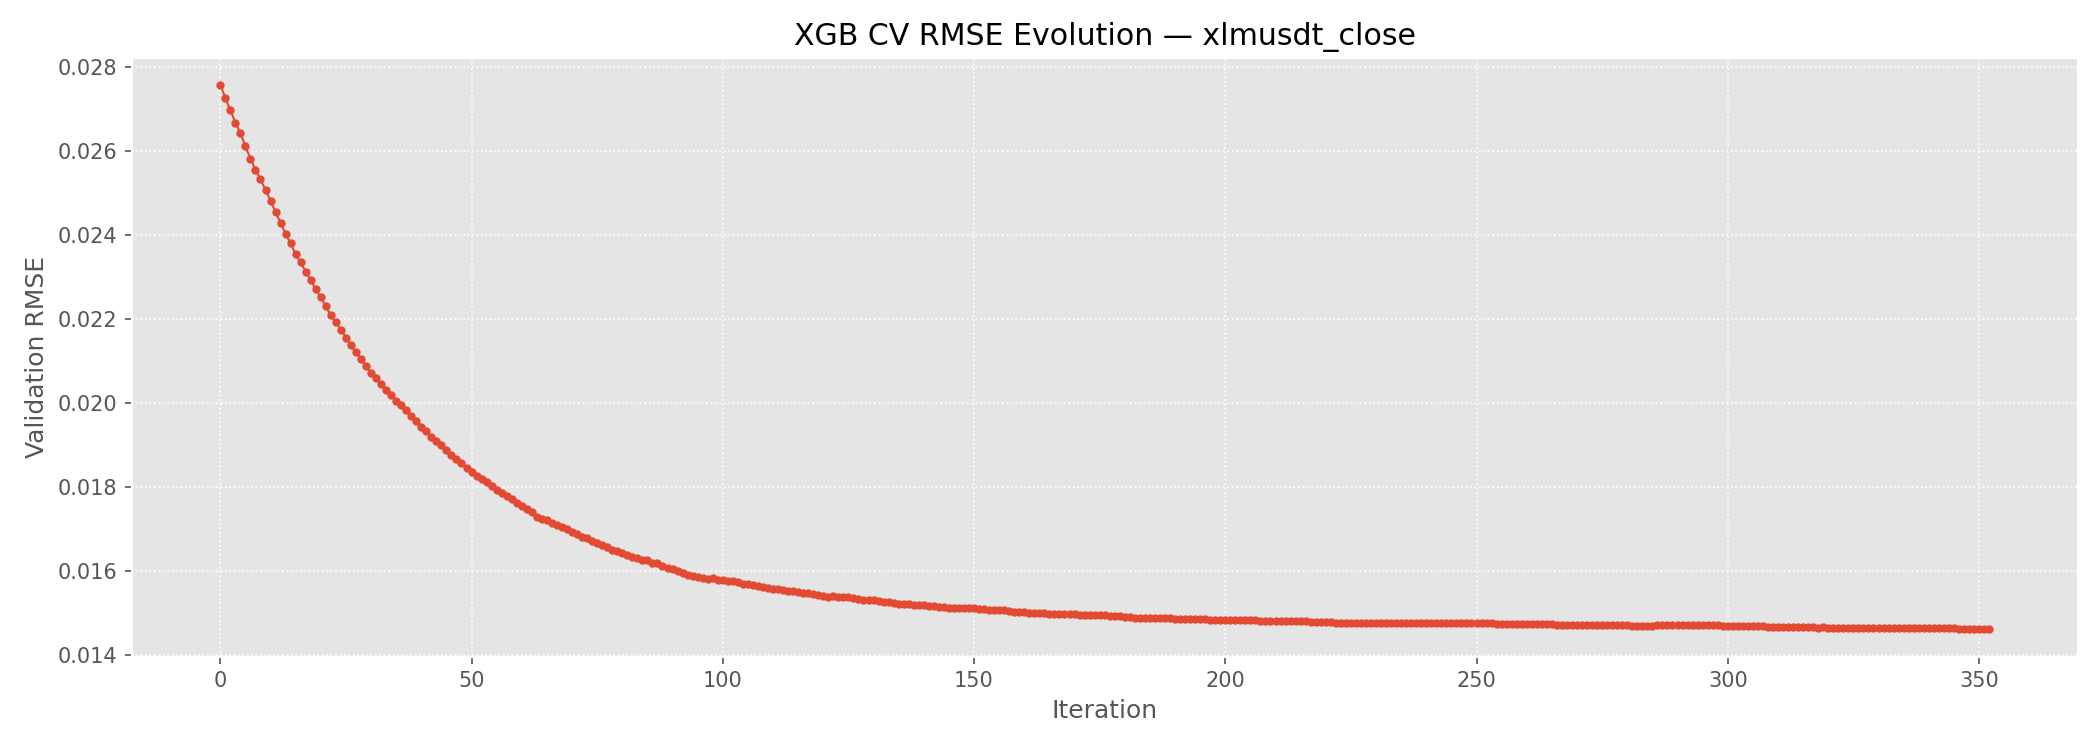 XGB CV RMSE Evolution — xlmusdt_close
Validation RMSE
0.028
0.026
0.024
0.022
0.020
0.018
0.016
0.014
0 50 100 150 200 250 300 350
Iteration